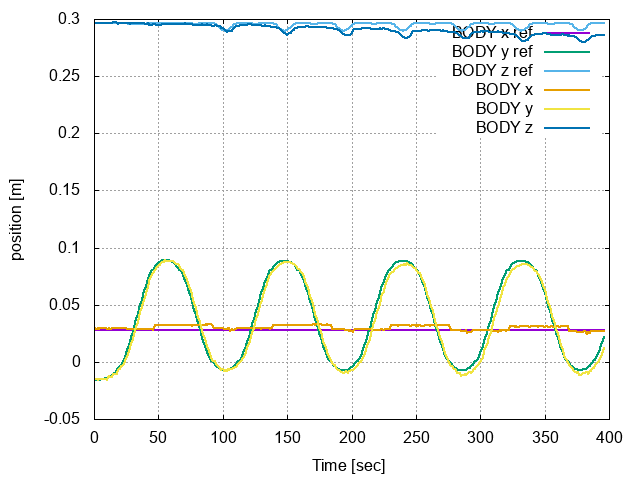 0.3
0.25
0.2
0.15
0.1
0.05
0
-0.05
position [m]
BODY x ref
BODY y ref
BODY z ref
BODY x
BODY y
BODY z
0 50 100 150 200 250 300 350 400
Time [sec]